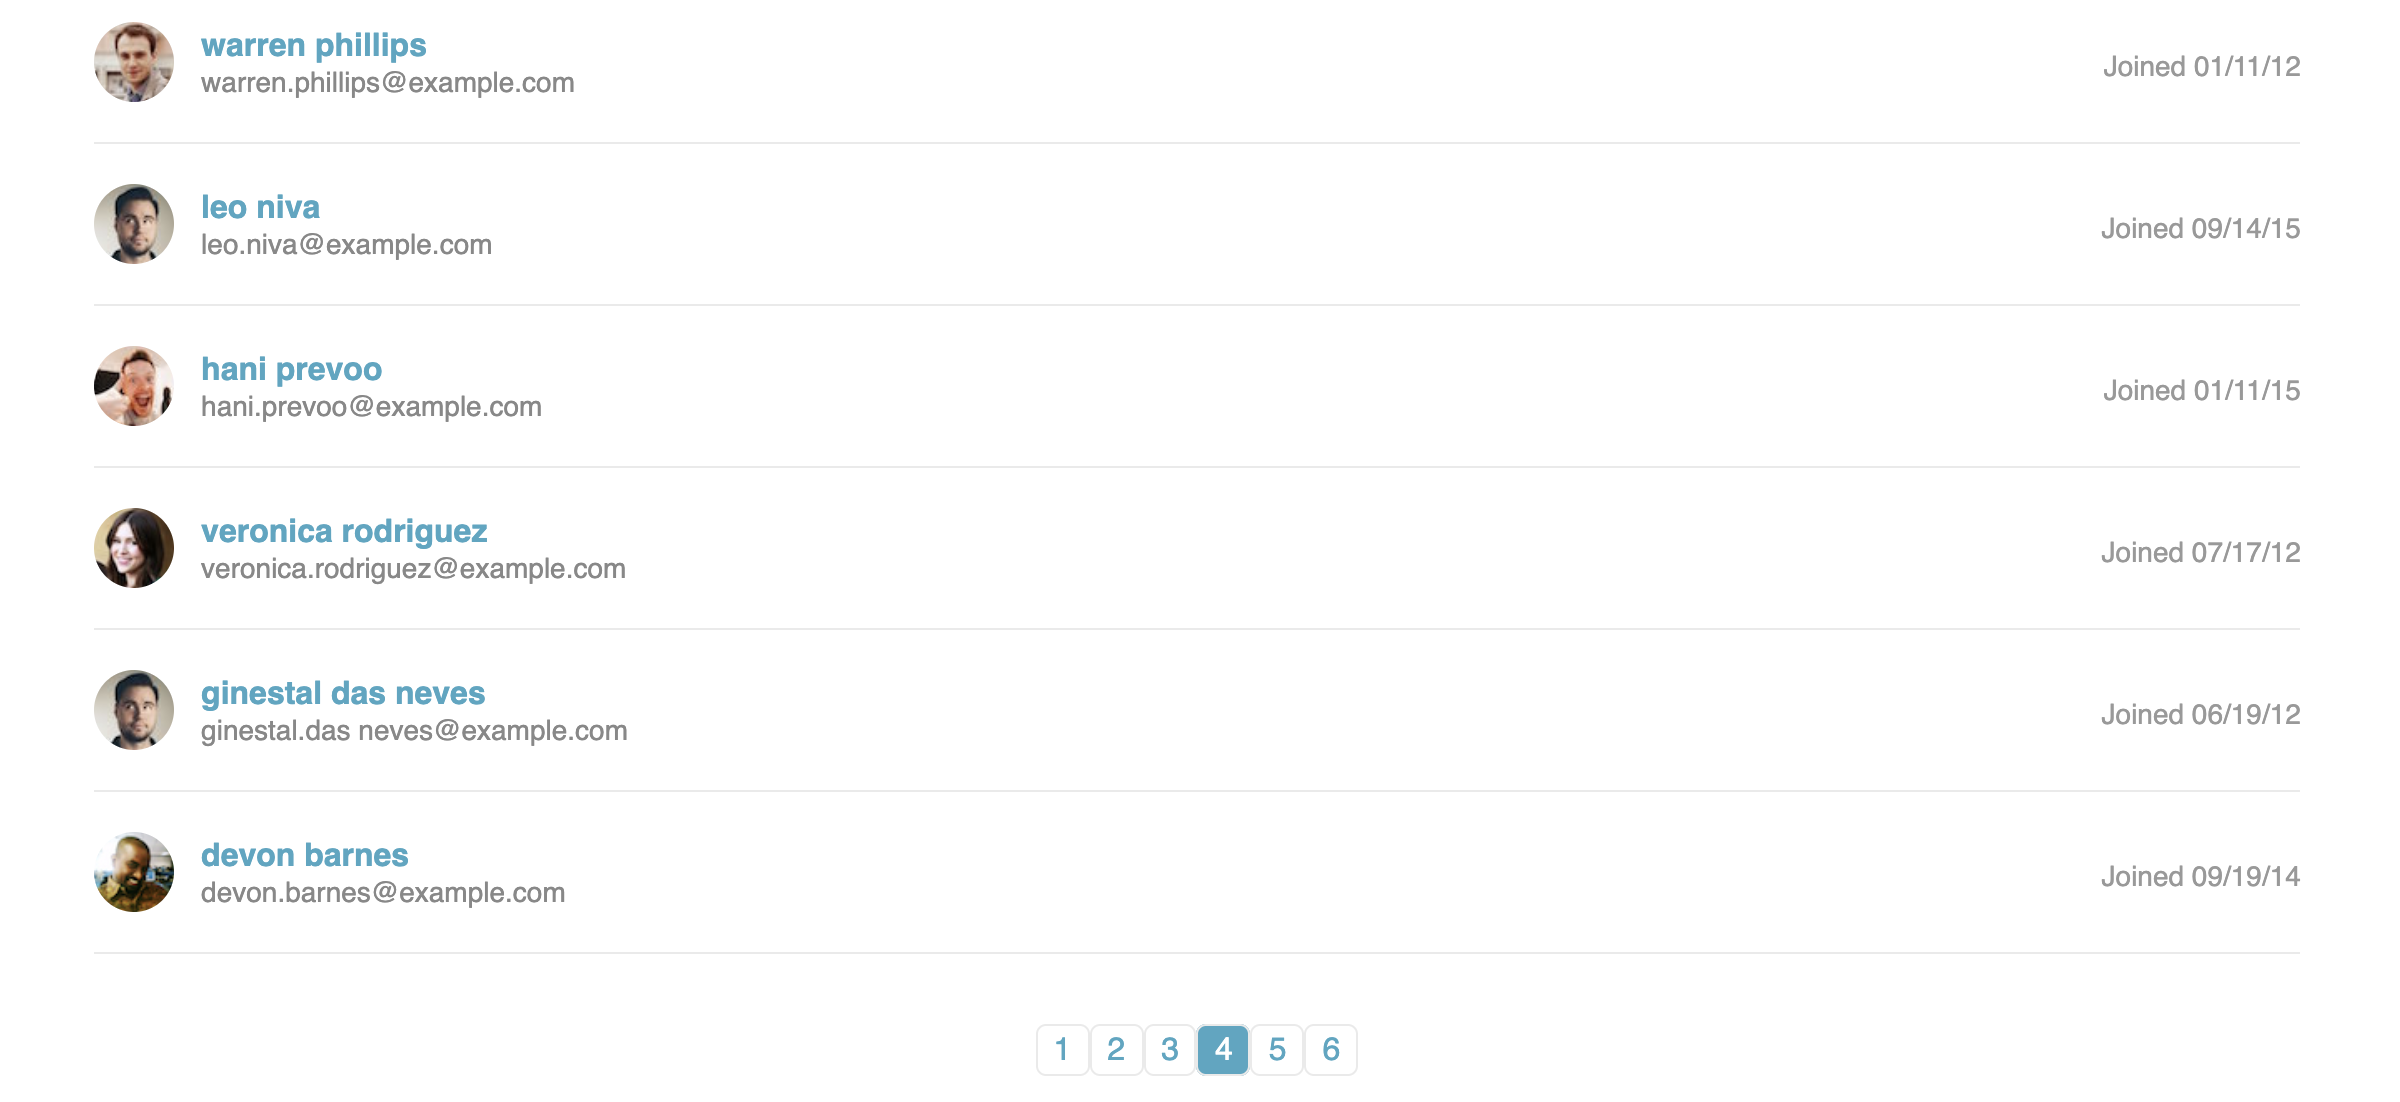 warren phillips
warren.phillips@example.com
Joined 01/11/12
leo niva
leo.niva@example.com
Joined 09/14/15
hani prevoo
hani.prevoo@example.com
Joined 01/11/15
veronica rodriguez
veronica.rodriguez@example.com
Joined 07/17/12
ginestal das neves
ginestal.das neves@example.com
Joined 06/19/12
devon barnes
devon.barnes@example.com
Joined 09/19/14
1 2 3 4 5 6